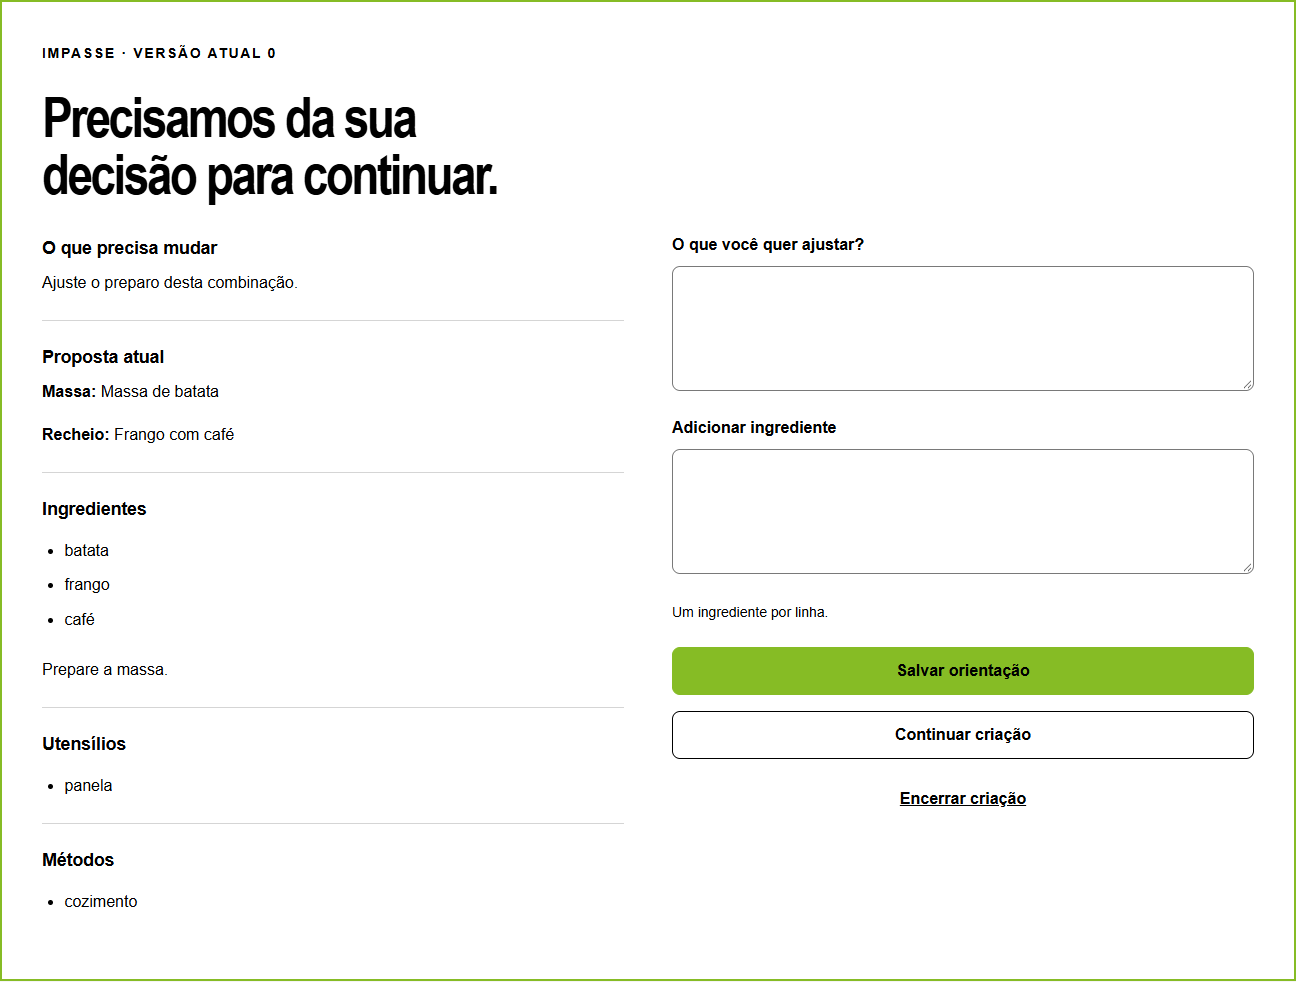 IMPASSE · VERSÃO ATUAL 0
Precisamos da sua
decisão para continuar.
O que precisa mudar
Ajuste o preparo desta combinação.
Proposta atual
Massa: Massa de batata
Recheio: Frango com café
Ingredientes
• batata
• frango
• café
Prepare a massa.
Utensílios
• panela
Métodos
• cozimento
O que você quer ajustar?
Adicionar ingrediente
Um ingrediente por linha.
Salvar orientação
Continuar criação
Encerrar criação